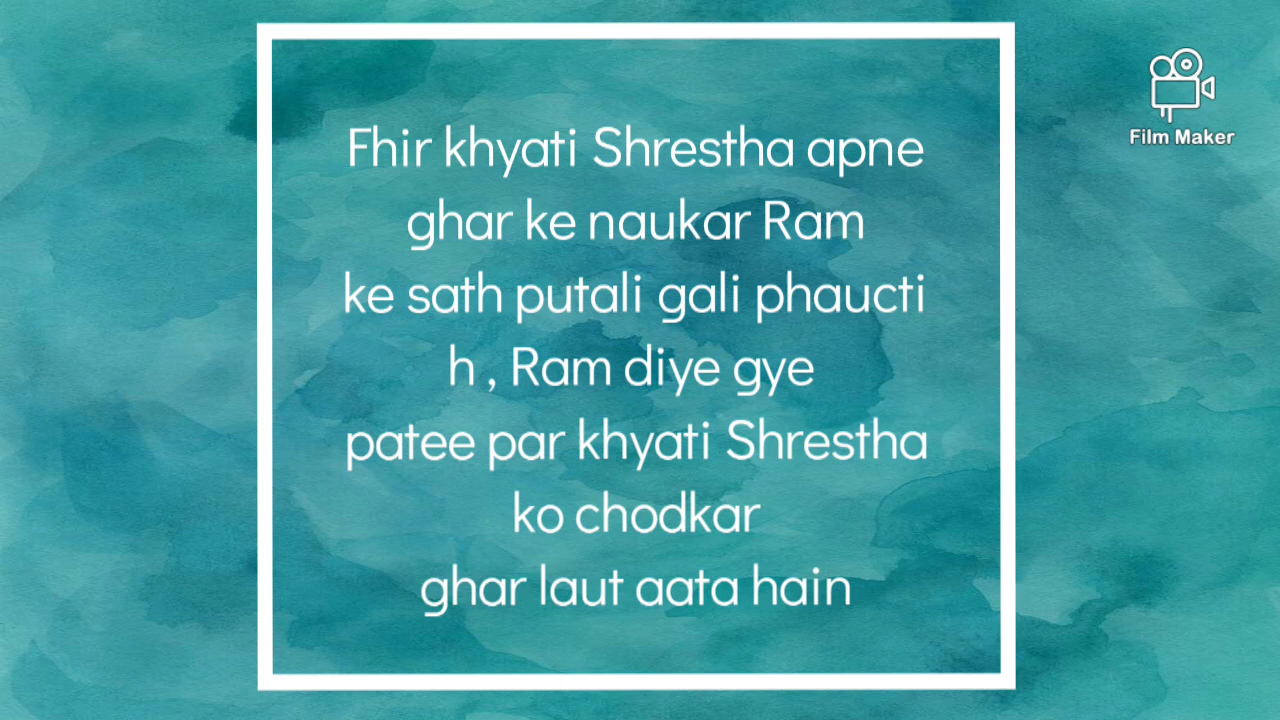 Fhir khyati Shrestha apne
ghar ke naukar Ram
ke sath putali gali phaucti
h , Ram diye gye
patee par khyati Shrestha
ko chodkar
ghar laut aata hain
Film Maker